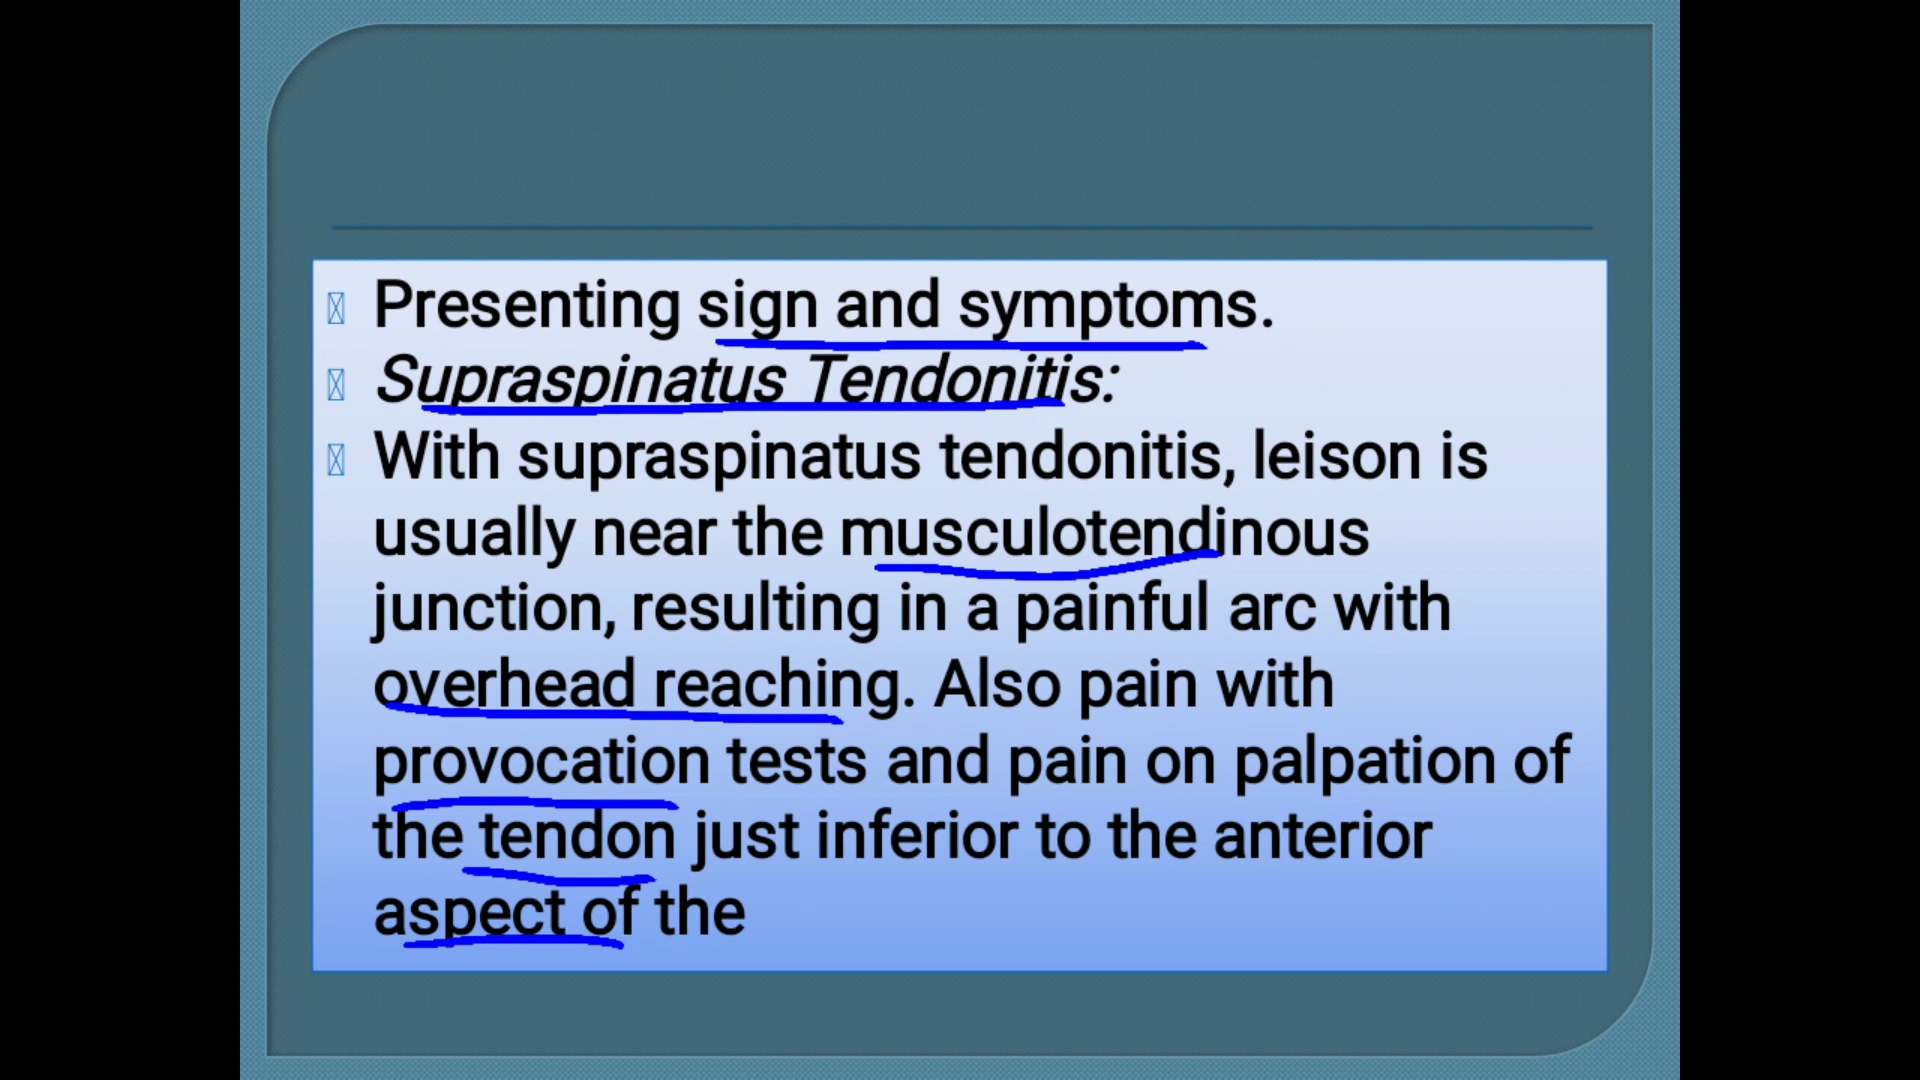 Presenting sign and symptoms.
Supraspinatus Tendonitis:
With supraspinatus tendonitis, leison is
usually near the musculotendinous
junction, resulting in a painful arc with
overhead reaching. Also pain with
provocation tests and pain on palpation of
the tendon just inferior to the anterior
aspect of the